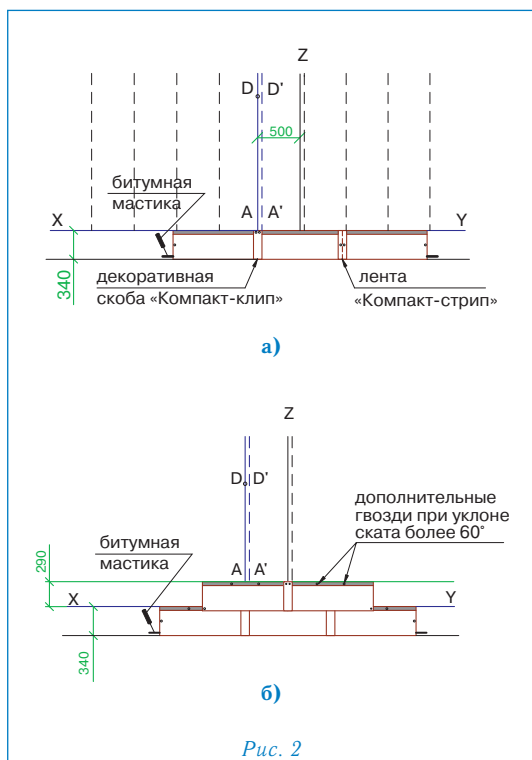 Z
D D'
500
битумная
мастика
X A A' Y
340
декоративная
скоба «Компакт-клип»
лента
«Компакт-стрип»
а)
Z
D D'
дополнительные
гвозди при уклоне
ската более 60°
битумная
мастика
290
A A'
X Y
340
б)
Рис. 2